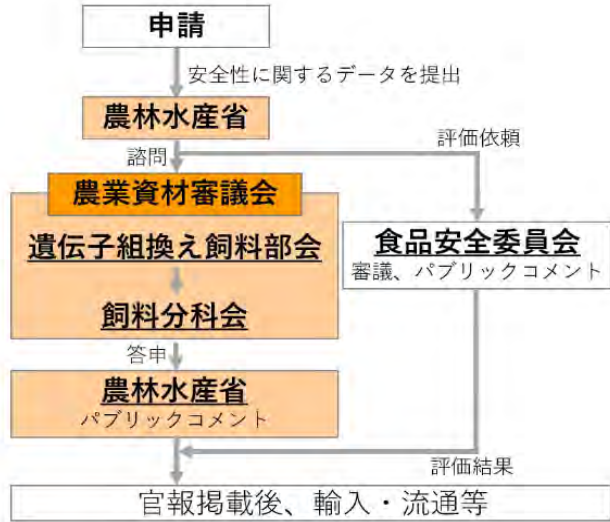 申請
安全性に関するデータを提出
農林水産省
諮問
評価依頼
農業資材審議会
遺伝子組換え飼料部会
飼料分科会
食品安全委員会
審議、パブリックコメント
答申
農林水産省
パブリックコメント
評価結果
官報掲載後、輸入・流通等